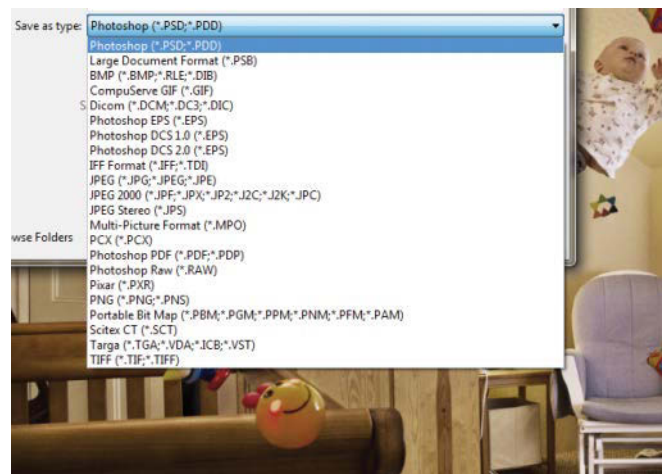 Save as type: Photoshop (*.PSD;*.PDD)
Photoshop (*.PSD;*.PDD)
Large Document Format (*.PSB)
BMP (*.BMP;*.RLE;*.DIB)
CompuServe GIF (*.GIF)
S Dicom (*.DCM;*.DC3;*.DIC)
Photoshop EPS (*.EPS)
Photoshop DCS 1.0 (*.EPS)
Photoshop DCS 2.0 (*.EPS)
IFF Format (*.IFF;*.TDI)
JPEG (*.JPG;*.JPEG;*.JPE)
JPEG 2000 (*.JPF;*.JPX;*.JP2;*.J2C;*.J2K;*.JPC)
JPEG Stereo (*.JPS)
Multi-Picture Format (*.MPO)
PCX (*.PCX)
wse Folders
Photoshop PDF (*.PDF;*.PDP)
Photoshop Raw (*.RAW)
Pixar (*.PXR)
PNG (*.PNG;*.PNS)
Portable Bit Map (*.PBM;*.PGM;*.PPM;*.PNM;*.PFM;*.PAM)
Scitex CT (*.SCT)
Targa (*.TGA;*.VDA;*.ICB;*.VST)
TIFF (*.TIF;*.TIFF)